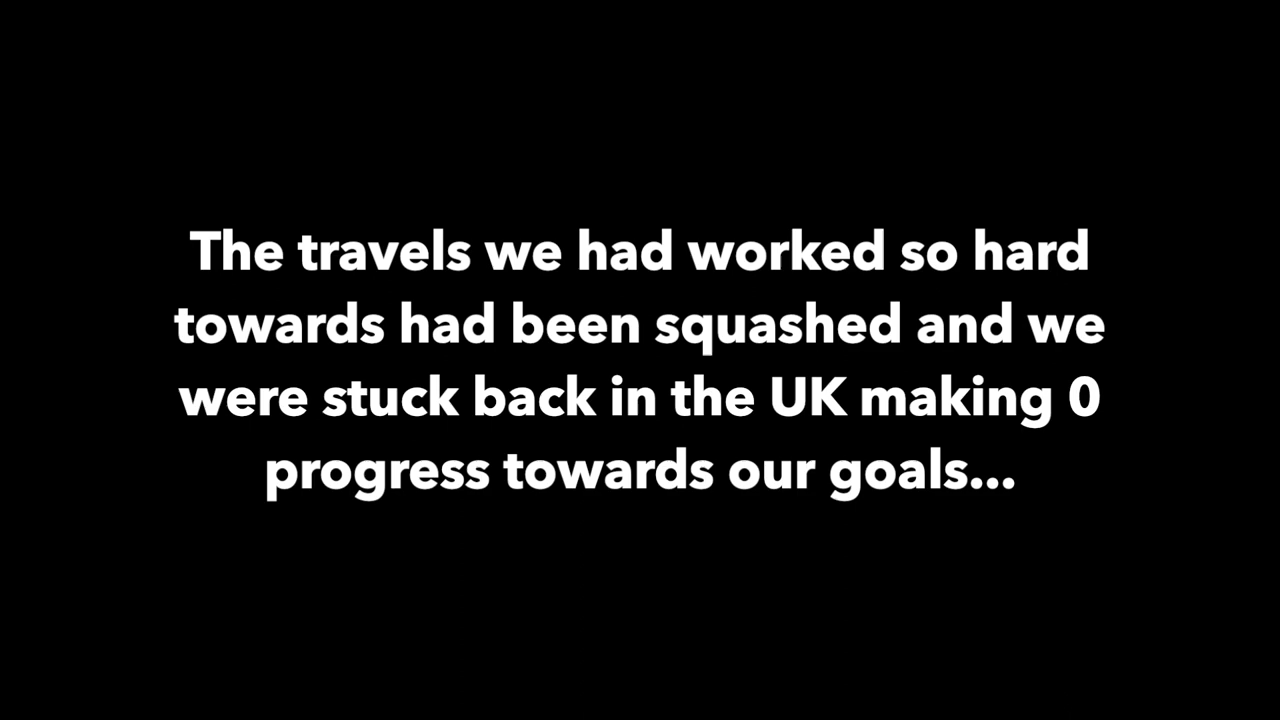 The travels we had worked so hard
towards had been squashed and we
were stuck back in the UK making 0
progress towards our goals...